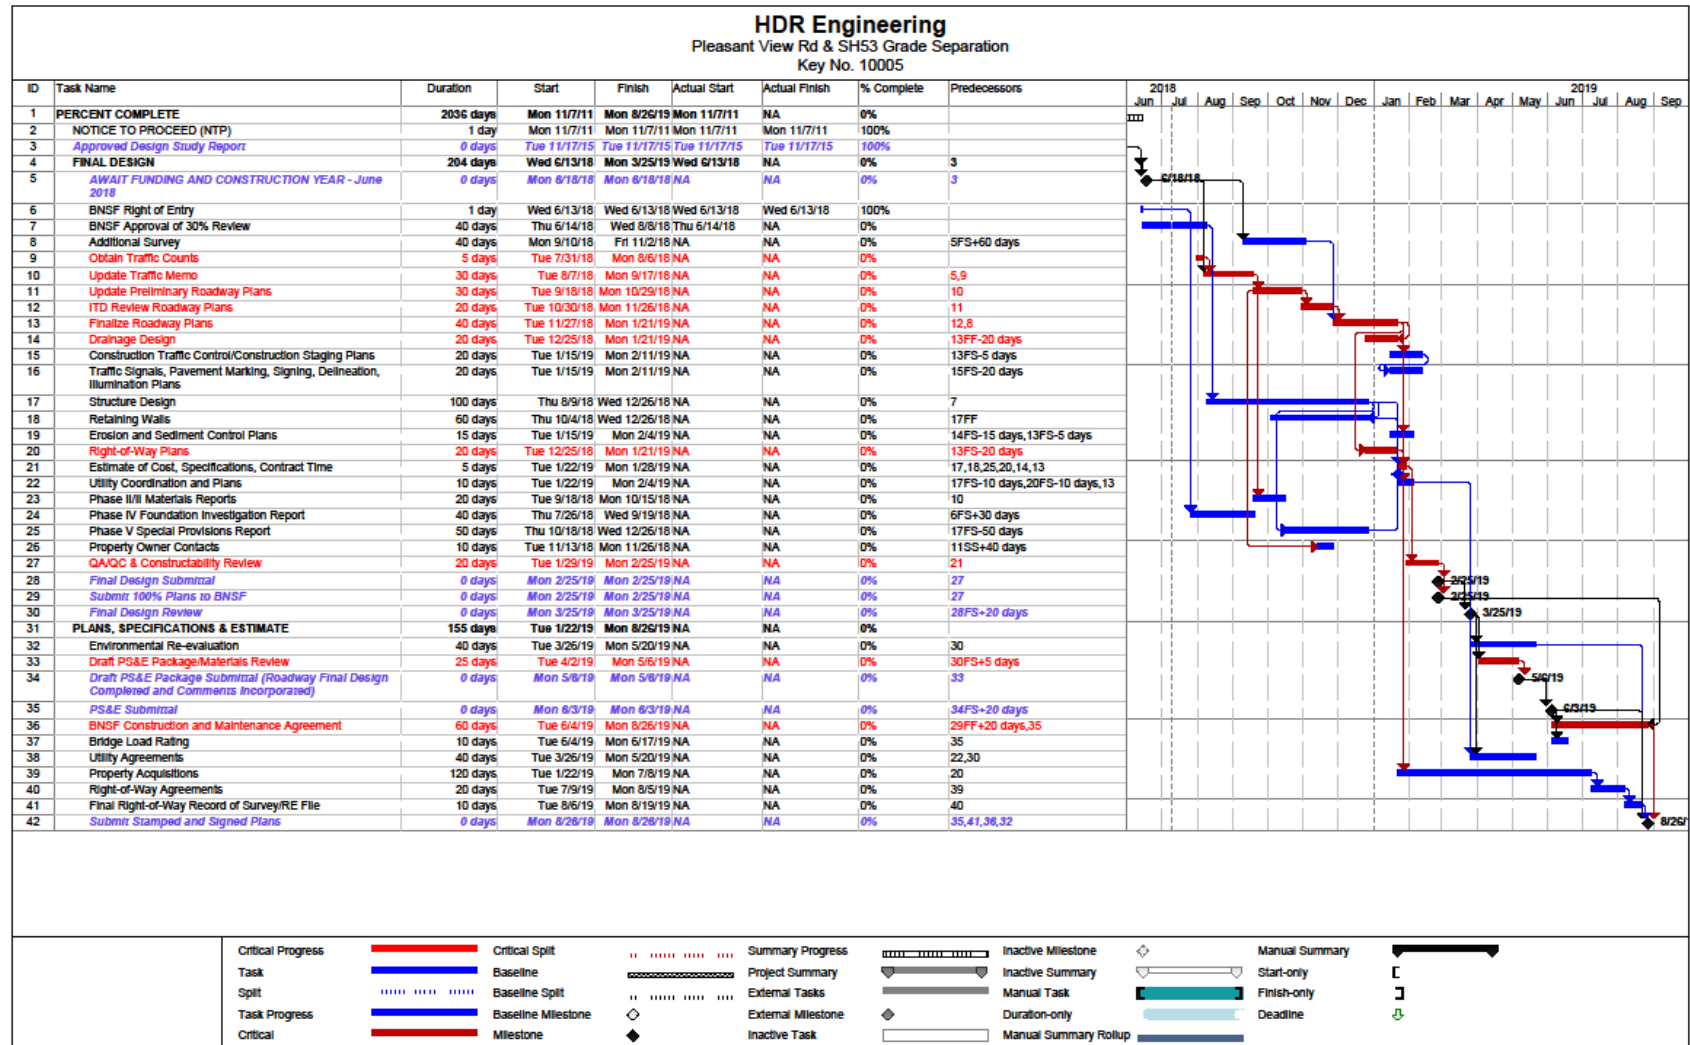 HDR Engineering
Pleasant View Rd & SH53 Grade Separation
Key No. 10005
ID Task Name Duration Start Finish Actual Start Actual Finish % Complete Predecessors 2018 2019
Jun Jul Aug Sep Oct Nov Dec Jan Feb Mar Apr May Jun Jul Aug Sep
1 PERCENT COMPLETE 2036 days Mon 11/7/11 Mon 8/26/19 Mon 11/7/11 NA 0%
2 NOTICE TO PROCEED (NTP) 1 day Mon 11/7/11 Mon 11/7/11 Mon 11/7/11 Mon 11/7/11 100%
3 Approved Design Study Report 0 days Tue 11/17/15 Tue 11/17/15 Tue 11/17/15 Tue 11/17/15 100%
4 FINAL DESIGN 204 days Wed 6/13/18 Mon 3/25/19 Wed 6/13/18 NA 0% 3
5 AWAIT FUNDING AND CONSTRUCTION YEAR - June 0 days Mon 6/18/18 Mon 6/18/18 NA NA 0% 3 6/18/18
2018
6 BNSF Right of Entry 1 day Wed 6/13/18 Wed 6/13/18 Wed 6/13/18 Wed 6/13/18 100%
7 BNSF Approval of 30% Review 40 days Thu 6/14/18 Wed 8/8/18 Thu 6/14/18 NA 0%
8 Additional Survey 40 days Mon 9/10/18 Fri 11/2/18 NA NA 0% 5FS+60 days
9 Obtain Traffic Counts 5 days Tue 7/31/18 Mon 8/6/18 NA NA 0%
10 Update Traffic Memo 30 days Tue 8/7/18 Mon 9/17/18 NA NA 0% 5,9
11 Update Preliminary Roadway Plans 30 days Tue 9/18/18 Mon 10/29/18 NA NA 0% 10
12 ITD Review Roadway Plans 20 days Tue 10/30/18 Mon 11/26/18 NA NA 0% 11
13 Finalize Roadway Plans 40 days Tue 11/27/18 Mon 1/21/19 NA NA 0% 12,8
14 Drainage Design 20 days Tue 12/25/18 Mon 1/21/19 NA NA 0% 13FF-20 days
15 Construction Traffic Control/Construction Staging Plans 20 days Tue 1/15/19 Mon 2/11/19 NA NA 0% 13FS-5 days
16 Traffic Signals, Pavement Marking, Signing, Delineation, 20 days Tue 1/15/19 Mon 2/11/19 NA NA 0% 15FS-20 days
Illumination Plans
17 Structure Design 100 days Thu 8/9/18 Wed 12/26/18 NA NA 0% 7
18 Retaining Walls 60 days Thu 10/4/18 Wed 12/26/18 NA NA 0% 17FF
19 Erosion and Sediment Control Plans 15 days Tue 1/15/19 Mon 2/4/19 NA NA 0% 14FS-15 days,13FS-5 days
20 Right-of-Way Plans 20 days Tue 12/25/18 Mon 1/21/19 NA NA 0% 13FS-20 days
21 Estimate of Cost, Specifications, Contract Time 5 days Tue 1/22/19 Mon 1/28/19 NA NA 0% 17,18,25,20,14,13
22 Utility Coordination and Plans 10 days Tue 1/22/19 Mon 2/4/19 NA NA 0% 17FS-10 days,20FS-10 days,13
23 Phase II/II Materials Reports 20 days Tue 9/18/18 Mon 10/15/18 NA NA 0% 10
24 Phase IV Foundation Investigation Report 40 days Thu 7/26/18 Wed 9/19/18 NA NA 0% 6FS+30 days
25 Phase V Special Provisions Report 50 days Thu 10/18/18 Wed 12/26/18 NA NA 0% 17FS-50 days
26 Property Owner Contacts 10 days Tue 11/13/18 Mon 11/26/18 NA NA 0% 11SS+40 days
27 QA/QC & Constructability Review 20 days Tue 1/29/19 Mon 2/25/19 NA NA 0% 21
28 Final Design Submittal 0 days Mon 2/25/19 Mon 2/25/19 NA NA 0% 27 2/25/19
29 Submit 100% Plans to BNSF 0 days Mon 2/25/19 Mon 2/25/19 NA NA 0% 27 2/25/19
30 Final Design Review 0 days Mon 3/25/19 Mon 3/25/19 NA NA 0% 28FS+20 days 3/25/19
31 PLANS, SPECIFICATIONS & ESTIMATE 155 days Tue 1/22/19 Mon 8/26/19 NA NA 0%
32 Environmental Re-evaluation 40 days Tue 3/26/19 Mon 5/20/19 NA NA 0% 30
33 Draft PS&E Package/Materials Review 25 days Tue 4/2/19 Mon 5/6/19 NA NA 0% 30FS+5 days
34 Draft PS&E Package Submittal (Roadway Final Design 0 days Mon 5/6/19 Mon 5/6/19 NA NA 0% 33 5/6/19
Completed and Comments Incorporated)
35 PS&E Submittal 0 days Mon 6/3/19 Mon 6/3/19 NA NA 0% 34FS+20 days 6/3/19
36 BNSF Construction and Maintenance Agreement 60 days Tue 6/4/19 Mon 8/26/19 NA NA 0% 29FF+20 days,35
37 Bridge Load Rating 10 days Tue 6/4/19 Mon 6/17/19 NA NA 0% 35
38 Utility Agreements 40 days Tue 3/26/19 Mon 5/20/19 NA NA 0% 22,30
39 Property Acquisitions 120 days Tue 1/22/19 Mon 7/8/19 NA NA 0% 20
40 Right-of-Way Agreements 20 days Tue 7/9/19 Mon 8/5/19 NA NA 0% 39
41 Final Right-of-Way Record of Survey/RE File 10 days Tue 8/6/19 Mon 8/19/19 NA NA 0% 40
42 Submit Stamped and Signed Plans 0 days Mon 8/26/19 Mon 8/26/19 NA NA 0% 35,41,36,32 8/26/
Critical Progress Critical Split Summary Progress Inactive Milestone Manual Summary
Task Baseline Project Summary Inactive Summary Start-only
Split Baseline Split External Tasks Manual Task Finish-only
Task Progress Baseline Milestone External Milestone Duration-only Deadline
Critical Milestone Inactive Task Manual Summary Rollup